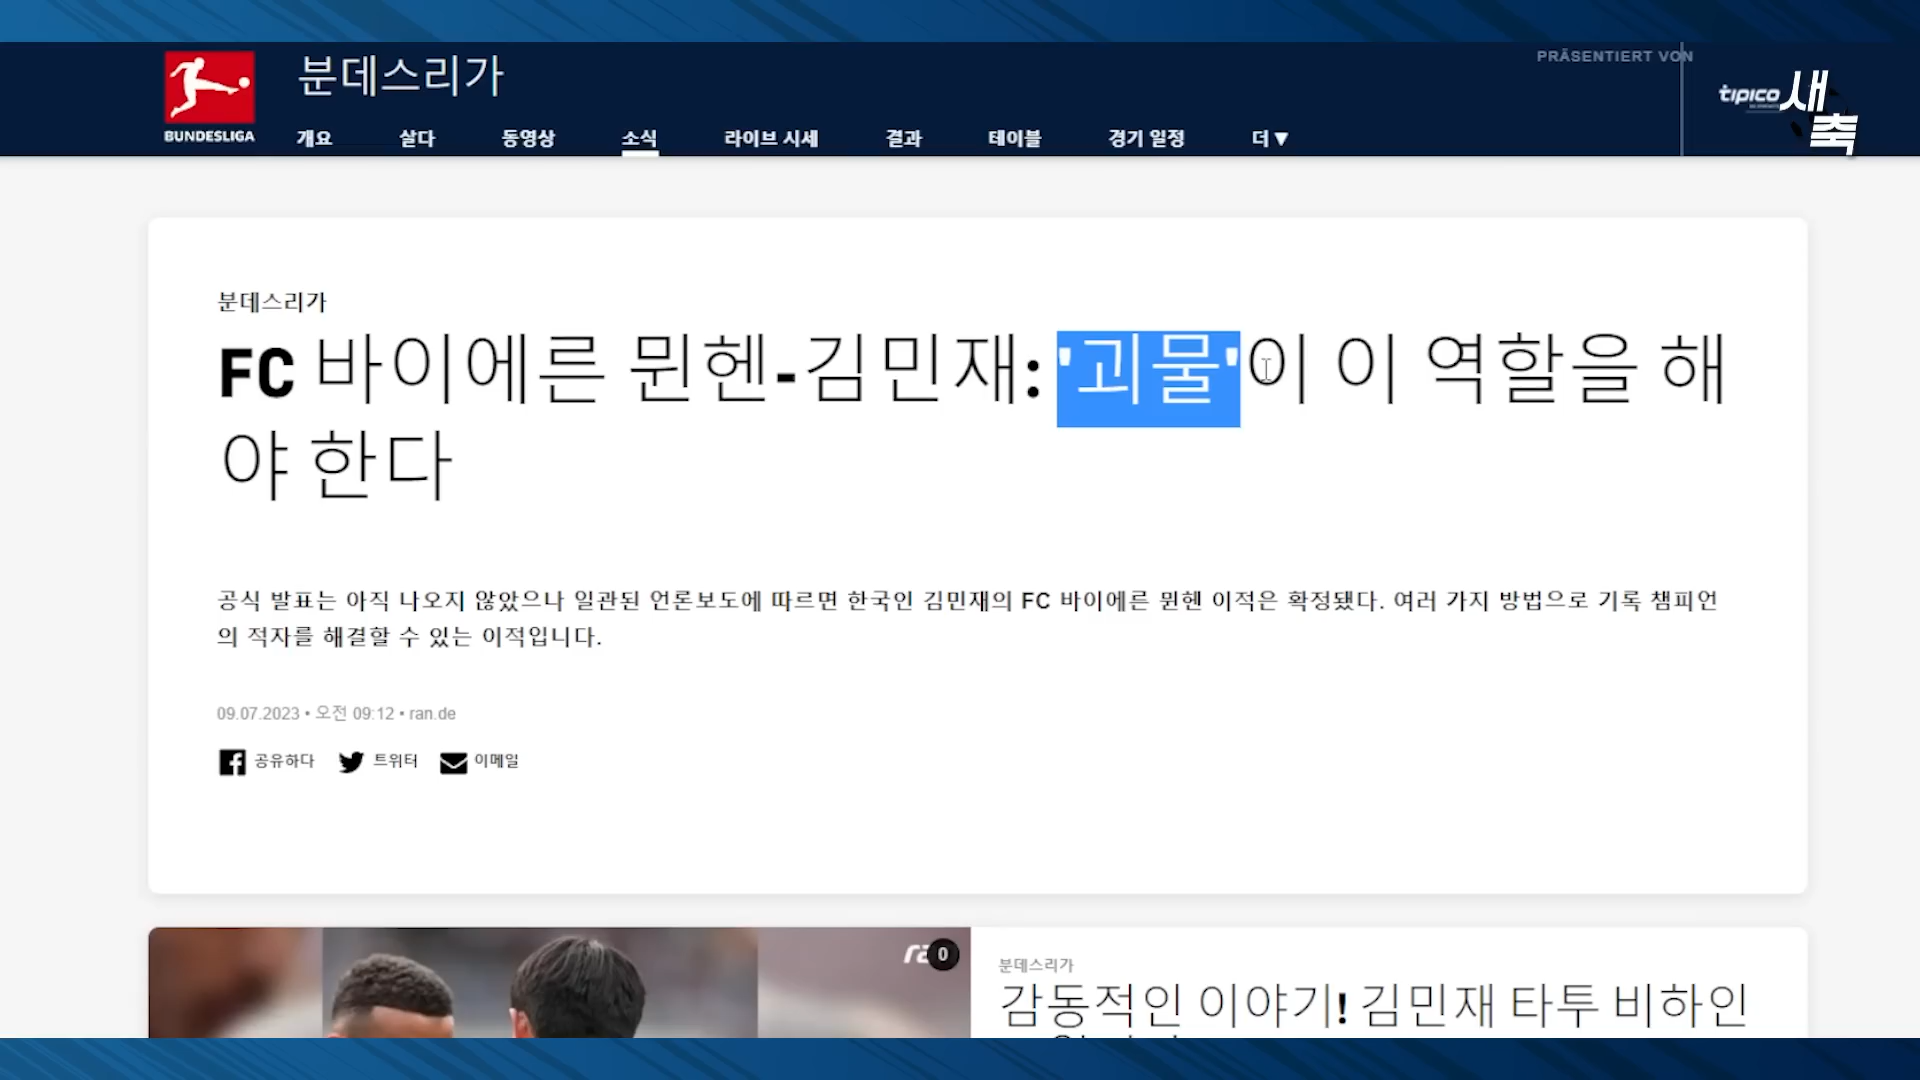 분데스리가
PRÄSENTIERT VON
tipico
새축
BUNDESLIGA
개요 살다 동영상 소식 라이브 시세 결과 테이블 경기 일정 더▼
분데스리가
FC 바이에른 뮌헨-김민재: '괴물'이 이 역할을 해
야 한다
공식 발표는 아직 나오지 않았으나 일관된 언론보도에 따르면 한국인 김민재의 FC 바이에른 뮌헨 이적은 확정됐다. 여러 가지 방법으로 기록 챔피언
의 적자를 해결할 수 있는 이적입니다.
09.07.2023 • 오전 09:12 • ran.de
공유하다 트위터 이메일
0
분데스리가
감동적인 이야기! 김민재 타투 비하인